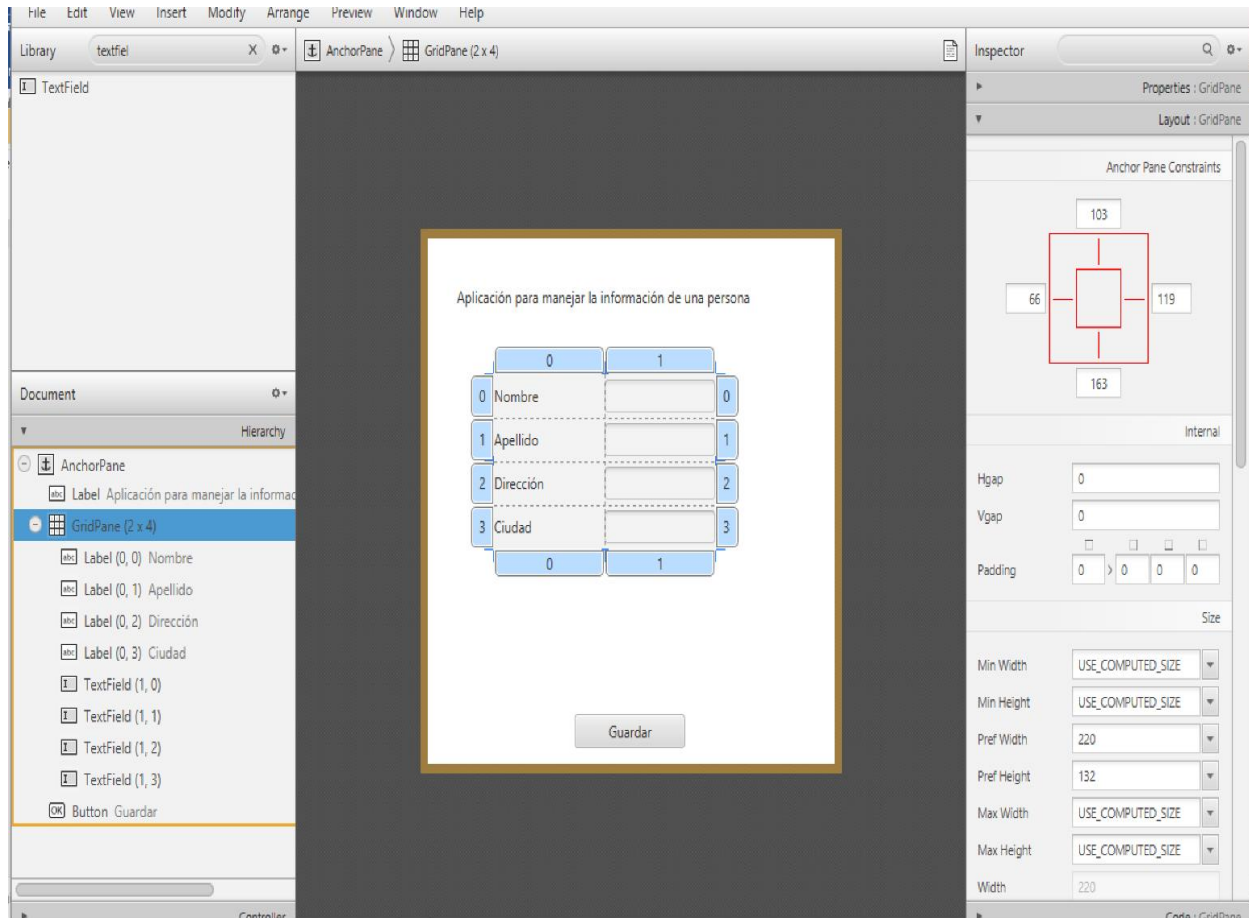 File Edit View Insert Modify Arrange Preview Window Help
Library textfiel X
AnchorPane GridPane (2 x 4)
Inspector
TextField
Properties : GridPane
Layout : GridPane
Anchor Pane Constraints
103
66 119
163
Internal
Hgap 0
Vgap 0
Padding 0 0 0 0
Size
Min Width USE_COMPUTED_SIZE
Min Height USE_COMPUTED_SIZE
Pref Width 220
Pref Height 132
Max Width USE_COMPUTED_SIZE
Max Height USE_COMPUTED_SIZE
Width 220
Code : GridPane
Aplicación para manejar la información de una persona
0 1
0 Nombre 0
1 Apellido 1
2 Dirección 2
3 Ciudad 3
0 1
Guardar
Document
Hierarchy
AnchorPane
abc Label Aplicación para manejar la informac
GridPane (2 x 4)
abc Label (0, 0) Nombre
abc Label (0, 1) Apellido
abc Label (0, 2) Dirección
abc Label (0, 3) Ciudad
TextField (1, 0)
TextField (1, 1)
TextField (1, 2)
TextField (1, 3)
OK Button Guardar
Controller